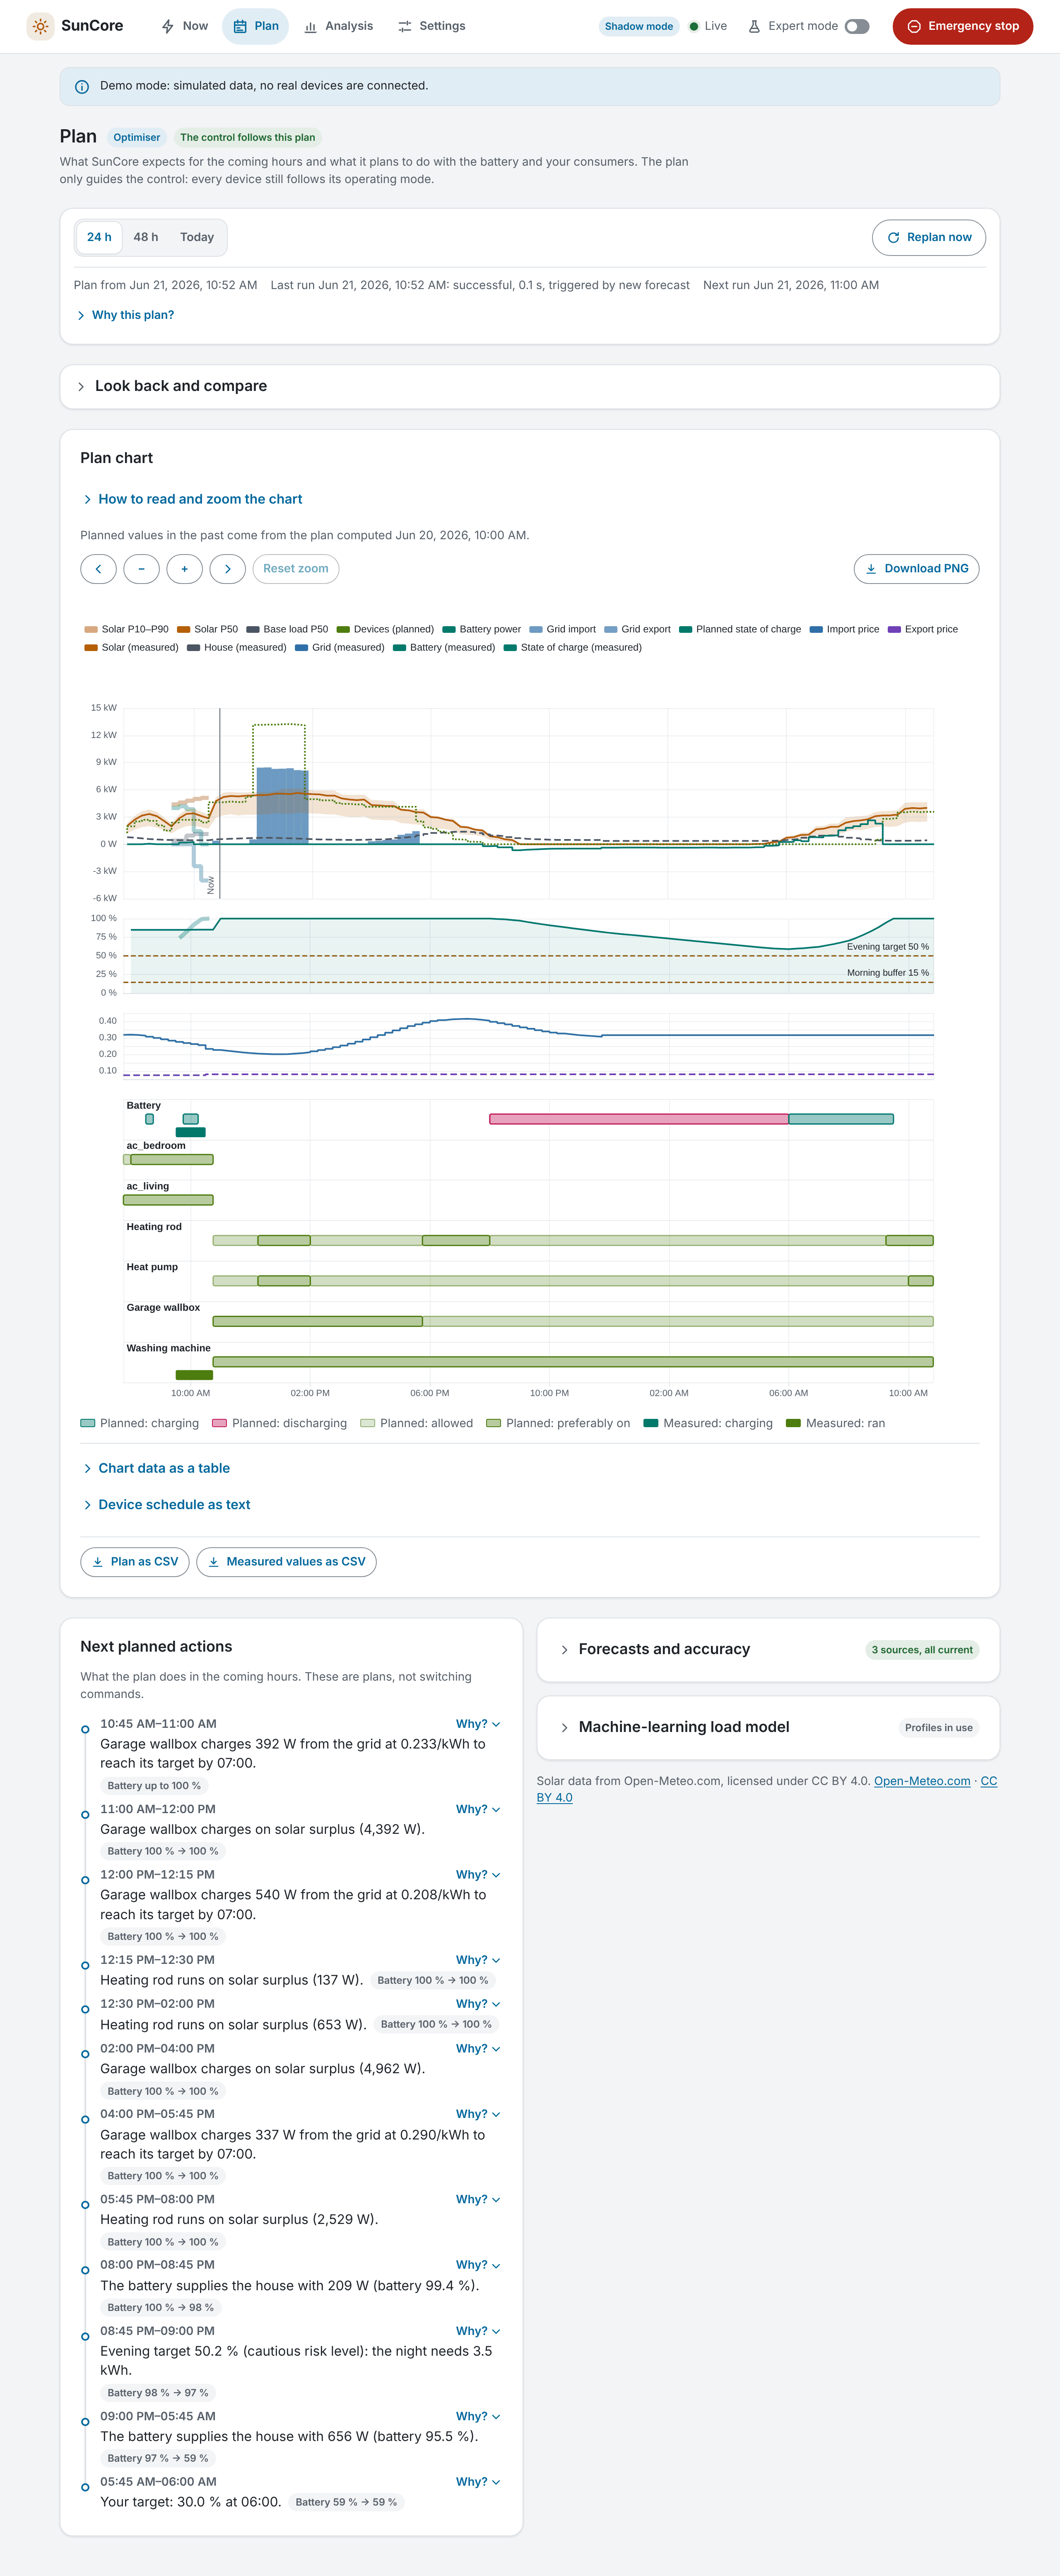 SunCore
Now
Plan
Analysis
Settings
Shadow mode
Live
Expert mode
Emergency stop
Demo mode: simulated data, no real devices are connected.
Plan
Optimiser
The control follows this plan
What SunCore expects for the coming hours and what it plans to do with the battery and your consumers. The plan
only guides the control: every device still follows its operating mode.
24 h
48 h
Today
Replan now
Plan from Jun 21, 2026, 10:52 AM
Last run Jun 21, 2026, 10:52 AM: successful, 0.1 s, triggered by new forecast
Next run Jun 21, 2026, 11:00 AM
Why this plan?
Look back and compare
Plan chart
How to read and zoom the chart
Planned values in the past come from the plan computed Jun 20, 2026, 10:00 AM.
−
+
Reset zoom
Download PNG
Solar P10–P90
Solar P50
Base load P50
Devices (planned)
Battery power
Grid import
Grid export
Planned state of charge
Import price
Export price
Solar (measured)
House (measured)
Grid (measured)
Battery (measured)
State of charge (measured)
15 kW
12 kW
9 kW
6 kW
3 kW
0 W
-3 kW
-6 kW
Now
100 %
75 %
50 %
25 %
0 %
Evening target 50 %
Morning buffer 15 %
0.40
0.30
0.20
0.10
Battery
ac_bedroom
ac_living
Heating rod
Heat pump
Garage wallbox
Washing machine
10:00 AM
02:00 PM
06:00 PM
10:00 PM
02:00 AM
06:00 AM
10:00 AM
Planned: charging
Planned: discharging
Planned: allowed
Planned: preferably on
Measured: charging
Measured: ran
Chart data as a table
Device schedule as text
Plan as CSV
Measured values as CSV
Next planned actions
What the plan does in the coming hours. These are plans, not switching
commands.
10:45 AM–11:00 AM
Why?
Garage wallbox charges 392 W from the grid at 0.233/kWh to
reach its target by 07:00.
Battery up to 100 %
11:00 AM–12:00 PM
Why?
Garage wallbox charges on solar surplus (4,392 W).
Battery 100 % → 100 %
12:00 PM–12:15 PM
Why?
Garage wallbox charges 540 W from the grid at 0.208/kWh to
reach its target by 07:00.
Battery 100 % → 100 %
12:15 PM–12:30 PM
Why?
Heating rod runs on solar surplus (137 W).
Battery 100 % → 100 %
12:30 PM–02:00 PM
Why?
Heating rod runs on solar surplus (653 W).
Battery 100 % → 100 %
02:00 PM–04:00 PM
Why?
Garage wallbox charges on solar surplus (4,962 W).
Battery 100 % → 100 %
04:00 PM–05:45 PM
Why?
Garage wallbox charges 337 W from the grid at 0.290/kWh to
reach its target by 07:00.
Battery 100 % → 100 %
05:45 PM–08:00 PM
Why?
Heating rod runs on solar surplus (2,529 W).
Battery 100 % → 100 %
08:00 PM–08:45 PM
Why?
The battery supplies the house with 209 W (battery 99.4 %).
Battery 100 % → 98 %
08:45 PM–09:00 PM
Why?
Evening target 50.2 % (cautious risk level): the night needs 3.5
kWh.
Battery 98 % → 97 %
09:00 PM–05:45 AM
Why?
The battery supplies the house with 656 W (battery 95.5 %).
Battery 97 % → 59 %
05:45 AM–06:00 AM
Why?
Your target: 30.0 % at 06:00.
Battery 59 % → 59 %
Forecasts and accuracy
3 sources, all current
Machine-learning load model
Profiles in use
Solar data from Open-Meteo.com, licensed under CC BY 4.0. Open-Meteo.com · CC
BY 4.0